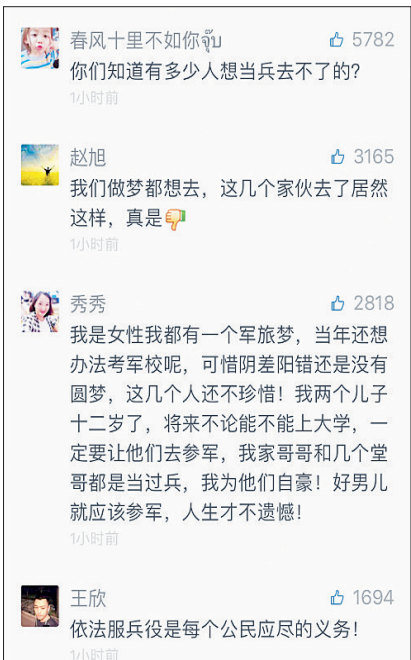 春风十里不如你จุ๊บ 5782
你们知道有多少人想当兵去不了的?
1小时前
赵旭 3165
我们做梦都想去，这几个家伙去了居然
这样，真是👎
1小时前
秀秀 2818
我是女性我都有一个军旅梦，当年还想
办法考军校呢，可惜阴差阳错还是没有
圆梦，这几个人还不珍惜！我两个儿子
十二岁了，将来不论能不能上大学，一
定要让他们去参军，我家哥哥和几个堂
哥都是当过兵，我为他们自豪！好男儿
就应该参军，人生才不遗憾！
1小时前
王欣 1694
依法服兵役是每个公民应尽的义务！
1小时前